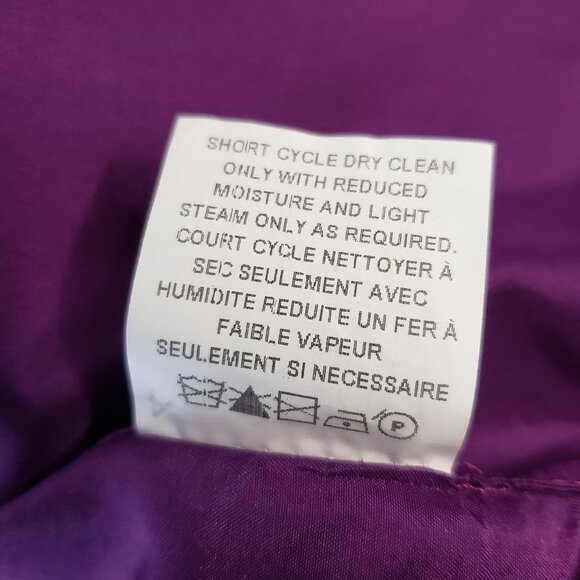 SHORT CYCLE DRY CLEAN
ONLY WITH REDUCED
MOISTURE AND LIGHT
STEAM ONLY AS REQUIRED.
COURT CYCLE NETTOYER À
SEC SEULEMENT AVEC
HUMIDITE REDUITE UN FER À
FAIBLE VAPEUR
SEULEMENT SI NECESSAIRE
P